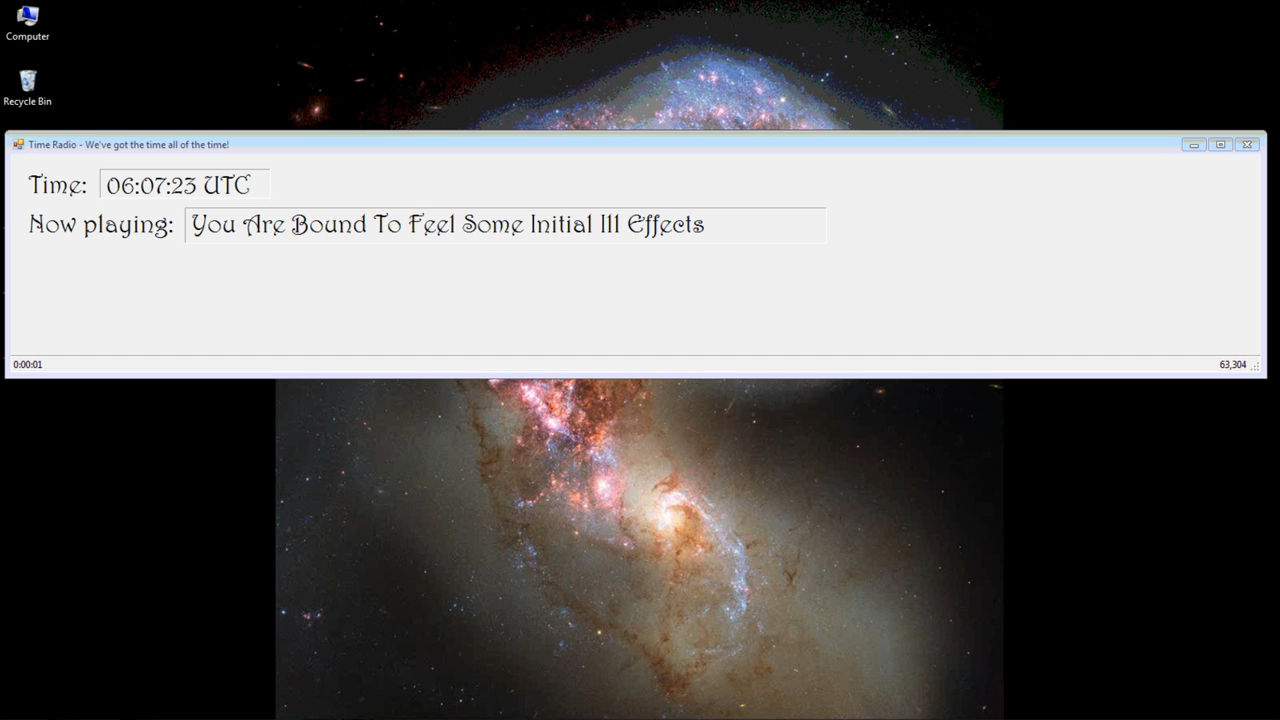 Computer
Recycle Bin
Time Radio - We've got the time all of the time!
Time: 06:07:23 UTC
Now playing: You Are Bound To Feel Some Initial Ill Effects
0:00:01 63,304